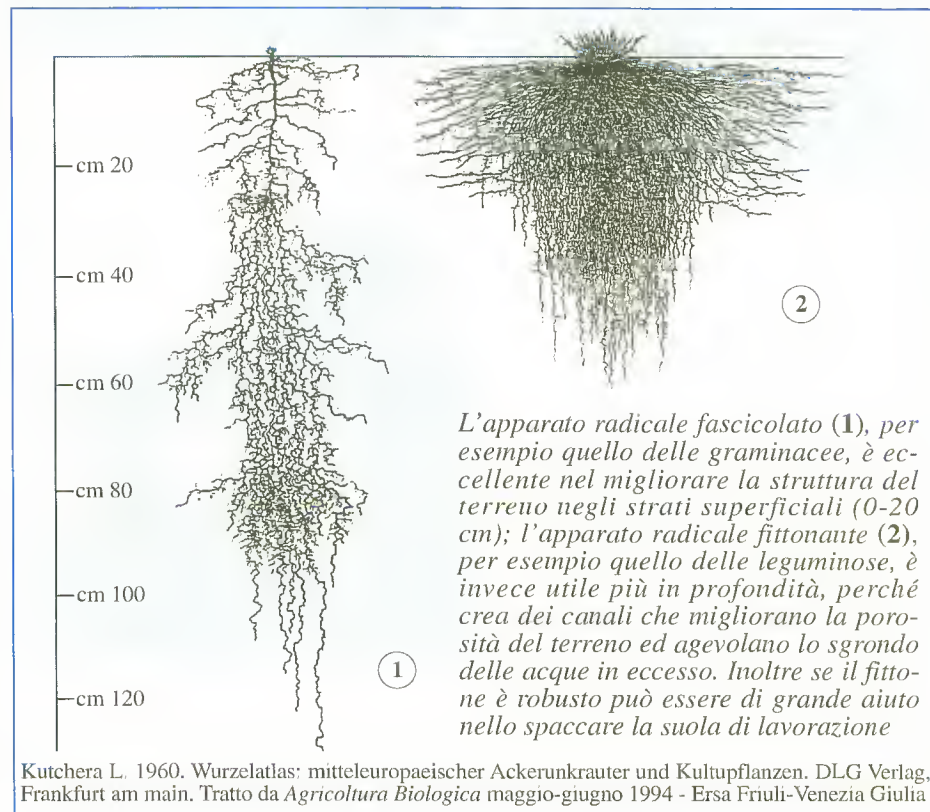 cm 20
cm 40
cm 60
cm 80
cm 100
cm 120
1
2
L'apparato radicale fascicolato (1), per
esempio quello delle graminacee, è ec-
cellente nel migliorare la struttura del
terreno negli strati superficiali (0-20
cm); l'apparato radicale fittonante (2),
per esempio quello delle leguminose, è
invece utile più in profondità, perché
crea dei canali che migliorano la poro-
sità del terreno ed agevolano lo sgrondo
delle acque in eccesso. Inoltre se il fitto-
ne è robusto può essere di grande aiuto
nello spaccare la suola di lavorazione
Kutchera L. 1960. Wurzelatlas: mitteleuropaeischer Ackerunkrauter und Kultupflanzen. DLG Verlag,
Frankfurt am main. Tratto da Agricoltura Biologica maggio-giugno 1994 - Ersa Friuli-Venezia Giulia